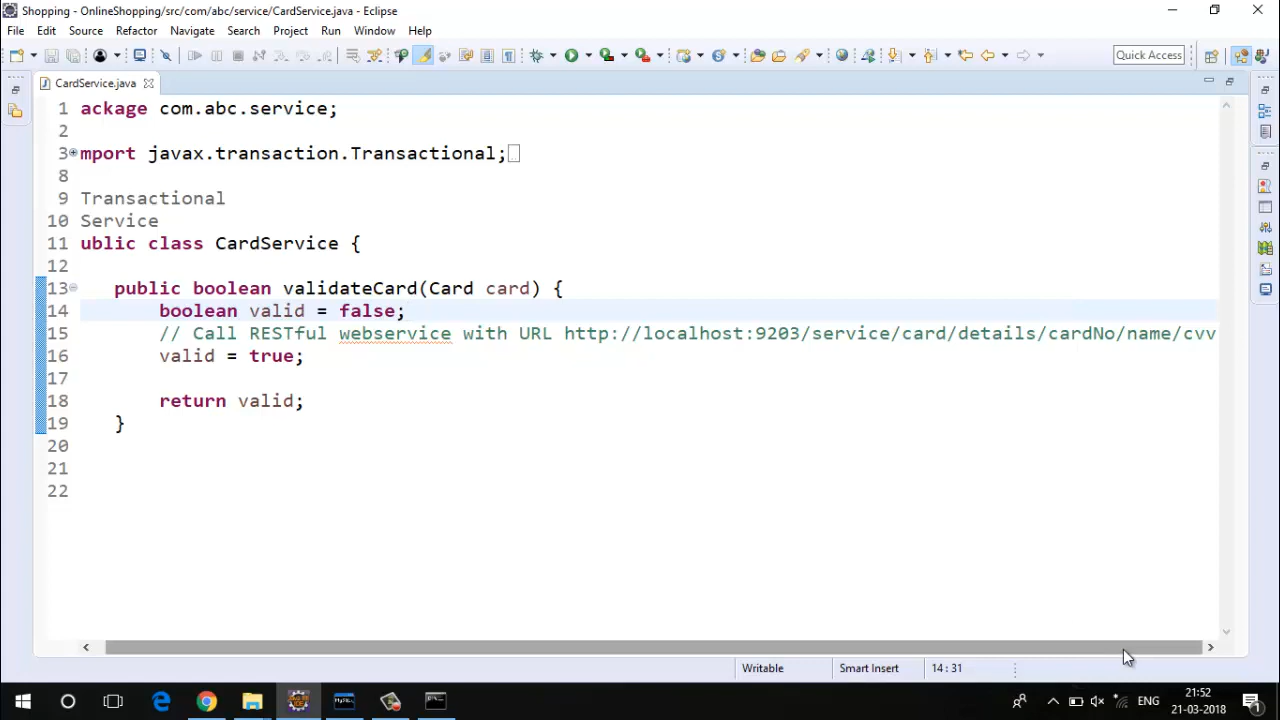 Shopping - OnlineShopping/src/com/abc/service/CardService.java - Eclipse
File Edit Source Refactor Navigate Search Project Run Window Help
Quick Access
CardService.java
1 ackage com.abc.service;
2
3 mport javax.transaction.Transactional;
8
9 Transactional
10 Service
11 ublic class CardService {
12
13 public boolean validateCard(Card card) {
14 boolean valid = false;
15 // Call RESTful webservice with URL http://localhost:9203/service/card/details/cardNo/name/cvv
16 valid = true;
17
18 return valid;
19 }
20
21
22
Writable Smart Insert 14 : 31
ENG 21:52
21-03-2018